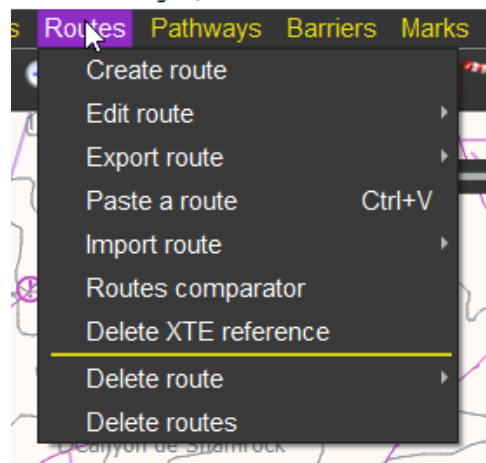 s Routes Pathways Barriers Marks
Create route
Edit route
Export route
Paste a route Ctrl+V
Import route
Routes comparator
Delete XTE reference
Delete route
Delete routes